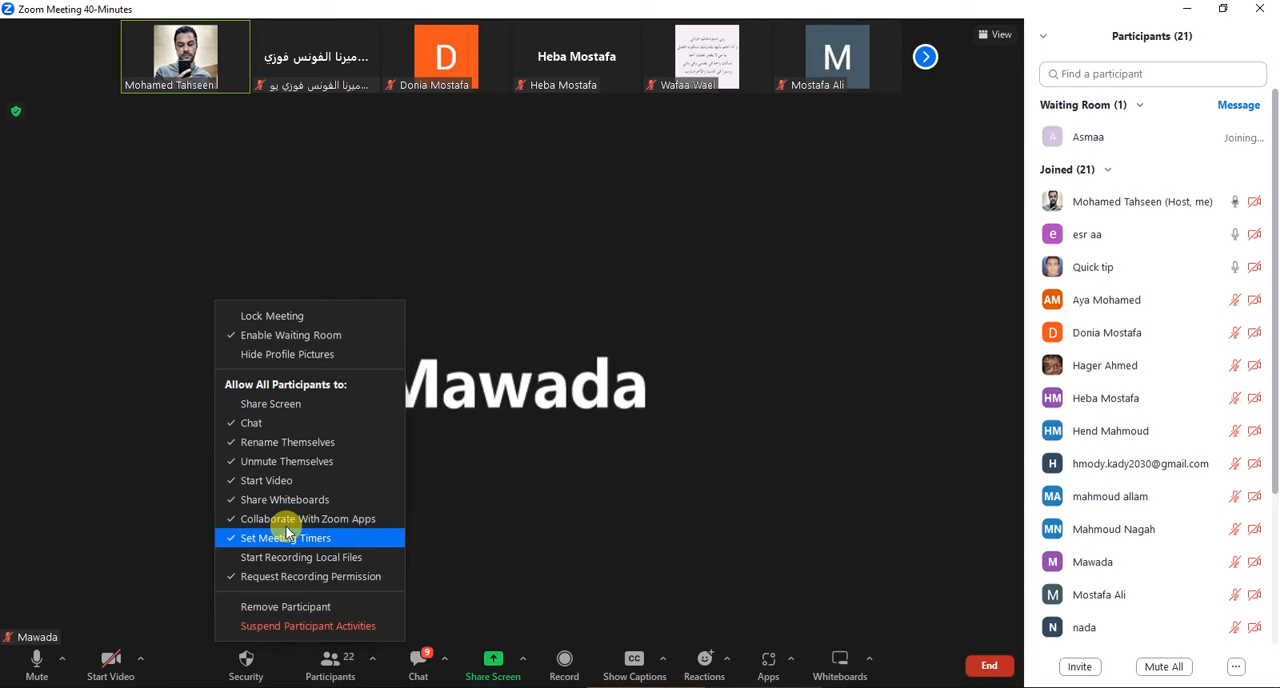 Zoom Meeting 40-Minutes
Mohamed Tahseen
ميرنا الفونس فوزي...
ميرنا الفونس فوزي يو...
D
Donia Mostafa
Heba Mostafa
Heba Mostafa
Wafaa Wael
M
Mostafa Ali
View
Mawada
Lock Meeting
✓ Enable Waiting Room
Hide Profile Pictures
Allow All Participants to:
Share Screen
✓ Chat
✓ Rename Themselves
✓ Unmute Themselves
✓ Start Video
✓ Share Whiteboards
✓ Collaborate With Zoom Apps
✓ Set Meeting Timers
Start Recording Local Files
✓ Request Recording Permission
Remove Participant
Suspend Participant Activities
Mawada
Mute
Start Video
Security
Participants 22
Chat 9
Share Screen
CC
Record
Show Captions
Reactions
Apps
Whiteboards
End
Participants (21)
Find a participant
Waiting Room (1)
Message
A Asmaa Joining...
Joined (21)
Mohamed Tahseen (Host, me)
e esr aa
Quick tip
AM Aya Mohamed
D Donia Mostafa
Hager Ahmed
HM Heba Mostafa
HM Hend Mahmoud
H hmody.kady2030@gmail.com
MA mahmoud allam
MN Mahmoud Nagah
M Mawada
M Mostafa Ali
N nada
Invite
Mute All
...